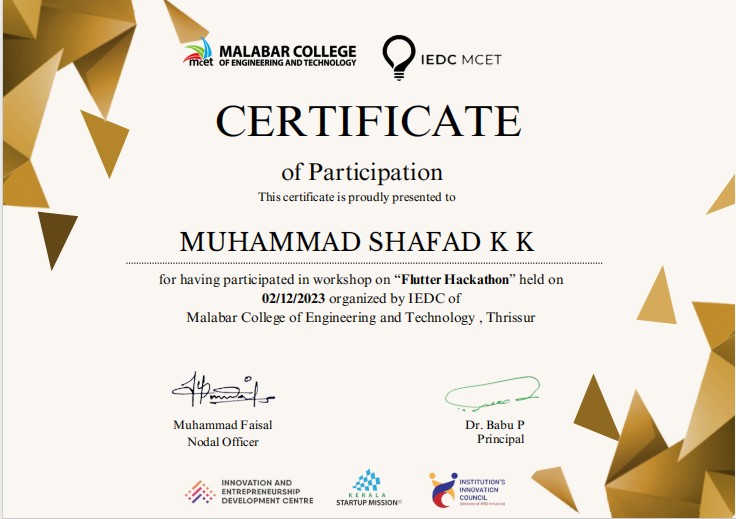 mcet
MALABAR COLLEGE
OF ENGINEERING AND TECHNOLOGY
IEDC MCET
CERTIFICATE
of Participation
This certificate is proudly presented to
MUHAMMAD SHAFAD K K
for having participated in workshop on “Flutter Hackathon” held on
02/12/2023 organized by IEDC of
Malabar College of Engineering and Technology , Thrissur
Muhammad Faisal
Nodal Officer
Dr. Babu P
Principal
INNOVATION AND
ENTREPRENEURSHIP
DEVELOPMENT CENTRE
KERALA
STARTUP MISSION
INSTITUTION'S
INNOVATION
COUNCIL